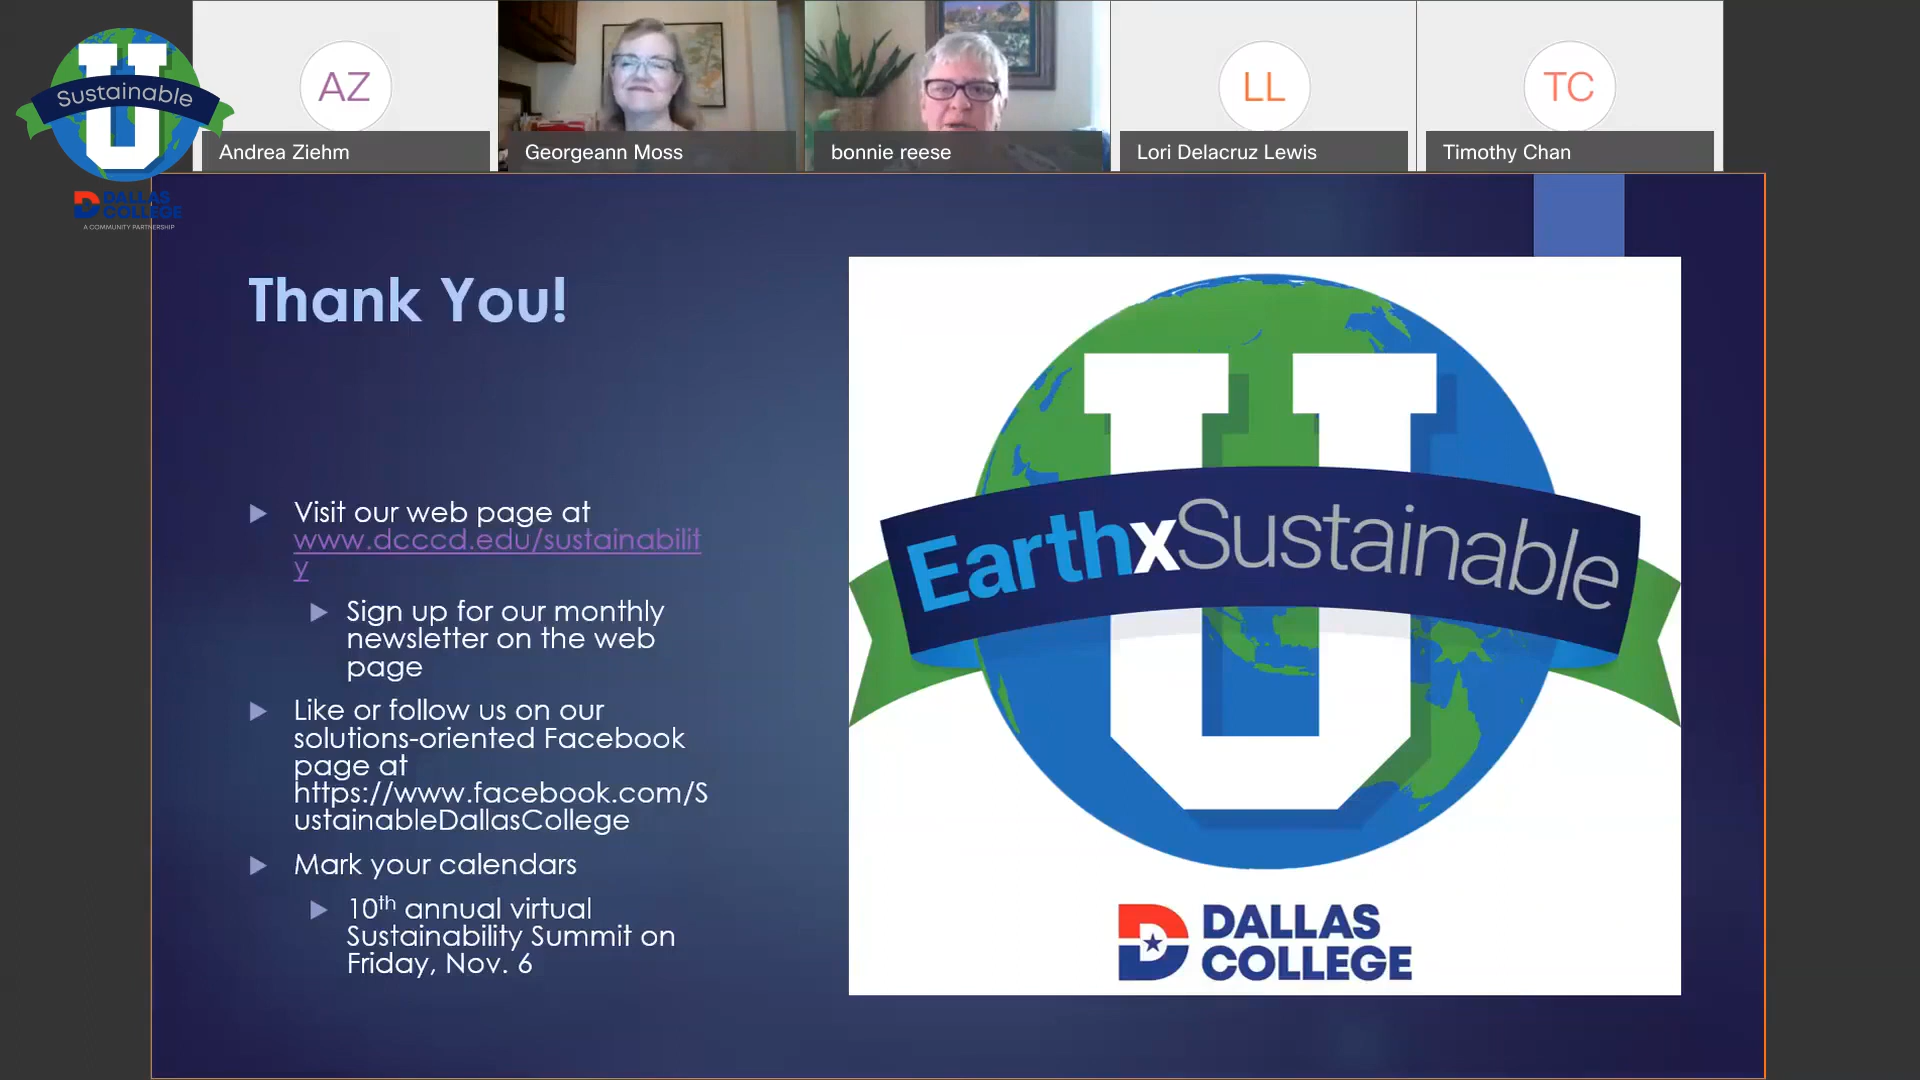 Sustainable
DALLAS
COLLEGE
A COMMUNITY PARTNERSHIP
AZ
Andrea Ziehm
Georgeann Moss
bonnie reese
LL
Lori Delacruz Lewis
TC
Timothy Chan
Thank You!
Visit our web page at
www.dcccd.edu/sustainabilit
y
Sign up for our monthly
newsletter on the web
page
Like or follow us on our
solutions-oriented Facebook
page at
https://www.facebook.com/S
ustainableDallasCollege
Mark your calendars
10th annual virtual
Sustainability Summit on
Friday, Nov. 6
U
EarthxSustainable
DALLAS
COLLEGE